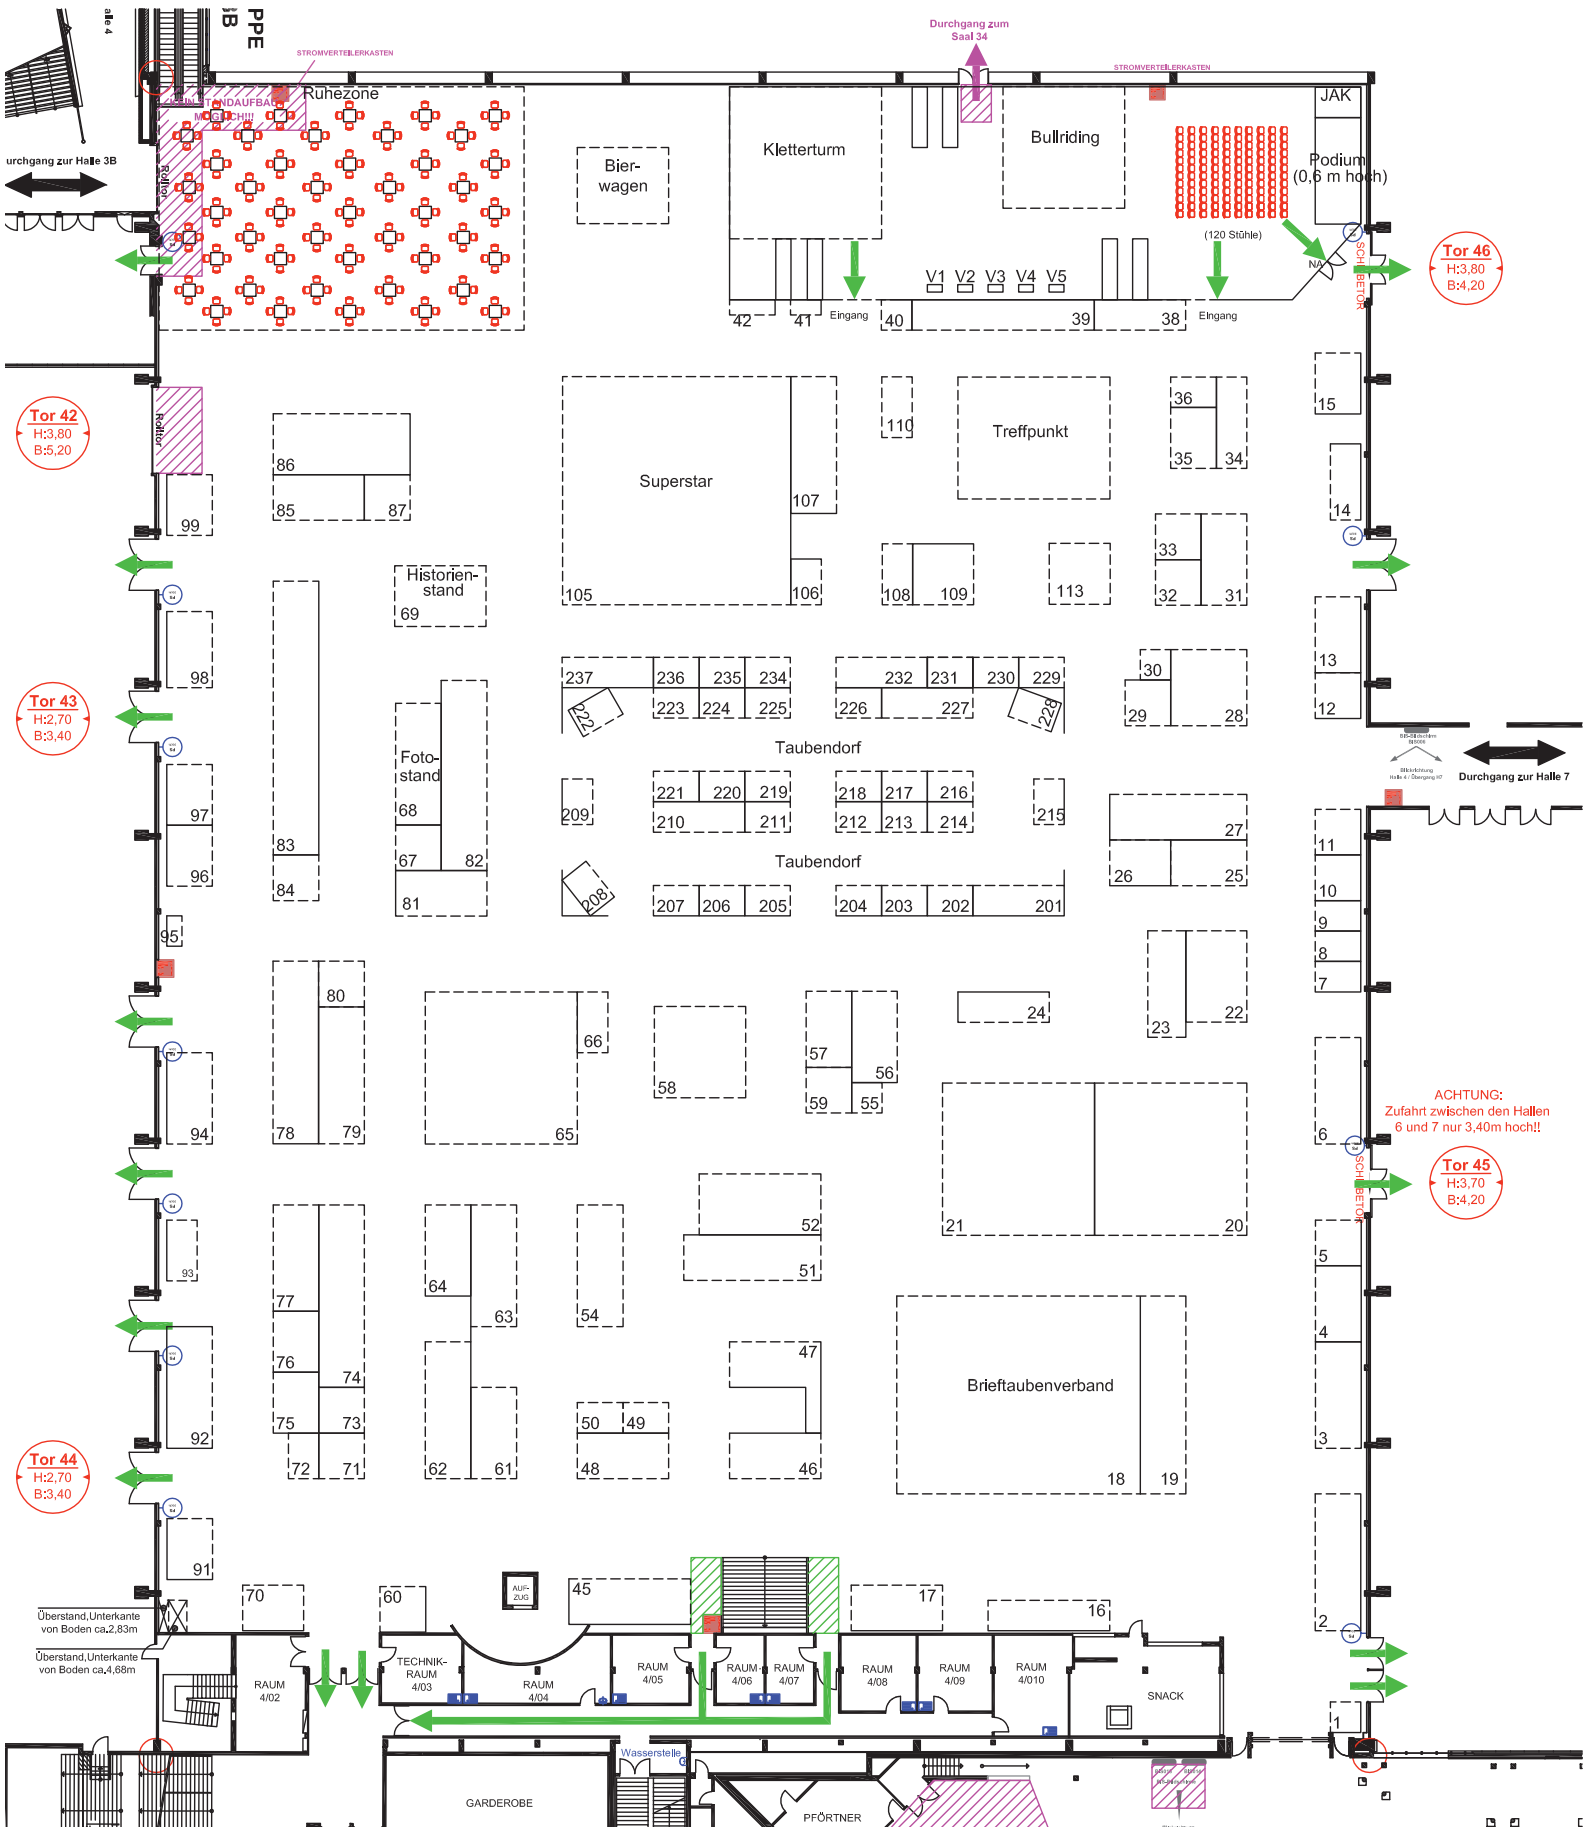 alle 4
PPE
3B
Durchgang zum
Saal 34
STROMVERTEILERKASTEN
STROMVERTEILERKASTEN
Ruhezone
KEIN STANDAUFBAU
MÖGLICH!!!
JAK
Kletterturm
Bullriding
Bier-
wagen
Podium
(0,6 m hoch)
urchgang zur Halle 3B
Rolltor
(120 Stühle)
NA
SCHIEBETOR
Tor 46
H:3,80
B:4,20
V1 V2 V3 V4 V5
Eingang
Eingang
42 41 40 39 38
Tor 42
H:3,80
B:5,20
Rolltor
86
85 87
99
Superstar
107
110
Treffpunkt
36
35 34
15
14
Historien-
stand
69
105 106
108 109
113
33
32 31
98
237 236 235 234
232 231 230 229
222 223 224 225
226 227 228
30
29 28
13
12
Tor 43
H:2,70
B:3,40
Taubendorf
Durchgang zur Halle 7
Blickrichtung
Foto-
stand
68
221 220 219
218 217 216
209 210 211
212 213 214 215
97
96
83
84
67 82
81
Taubendorf
27
26 25
11
10
9
8
7
208
207 206 205
204 203 202 201
95
80
78 79
66
65
58
57
56
59 55
24
23 22
94
6
ACHTUNG:
Zufahrt zwischen den Hallen
6 und 7 nur 3,40m hoch!!
Tor 45
H:3,70
B:4,20
SCHIEBETOR
21 20
52
51
93
77
76
75
74
73
72 71
64
63
62 61
54
50 49
48
47
46
5
4
3
Brieftaubenverband
18 19
92
Tor 44
H:2,70
B:3,40
91
70
60
AUF-
ZUG
45
17
16
2
1
Überstand,Unterkante
von Boden ca.2,83m
Überstand,Unterkante
von Boden ca.4,68m
RAUM
4/02
TECHNIK-
RAUM
4/03
RAUM
4/04
RAUM
4/05
RAUM
4/06
RAUM
4/07
RAUM
4/08
RAUM
4/09
RAUM
4/010
SNACK
Wasserstelle
GARDEROBE
PFÖRTNER